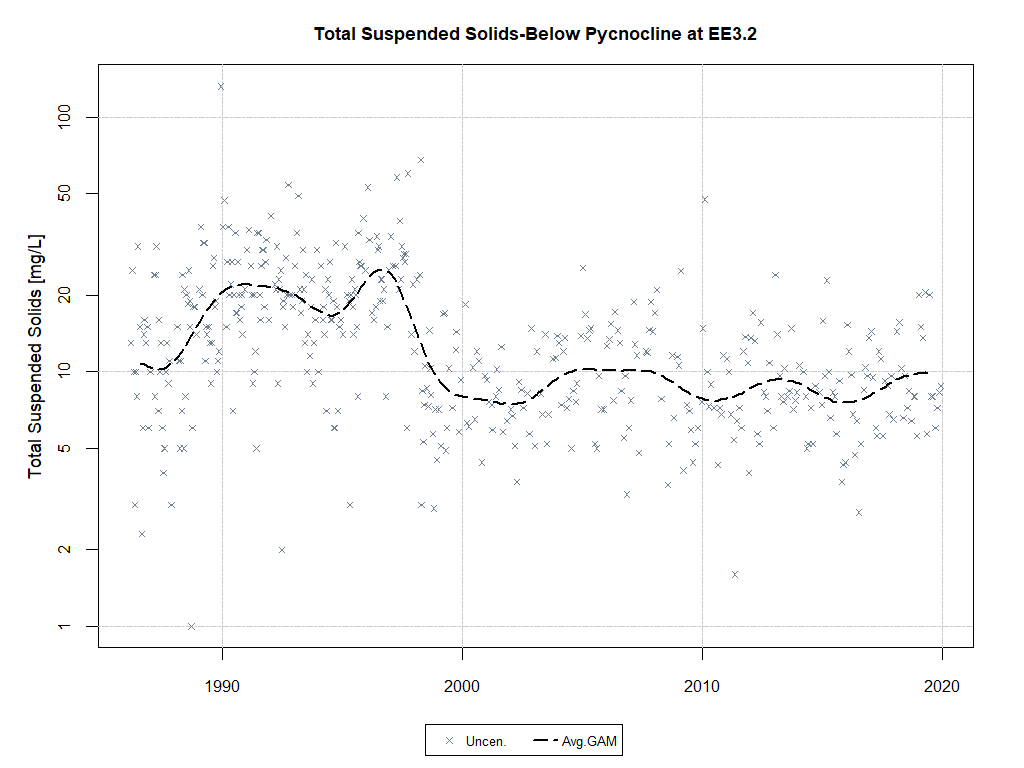 Total Suspended Solids-Below Pycnocline at EE3.2
Total Suspended Solids [mg/L]
100
50
20
10
5
2
1
1990 2000 2010 2020
Uncen. Avg.GAM